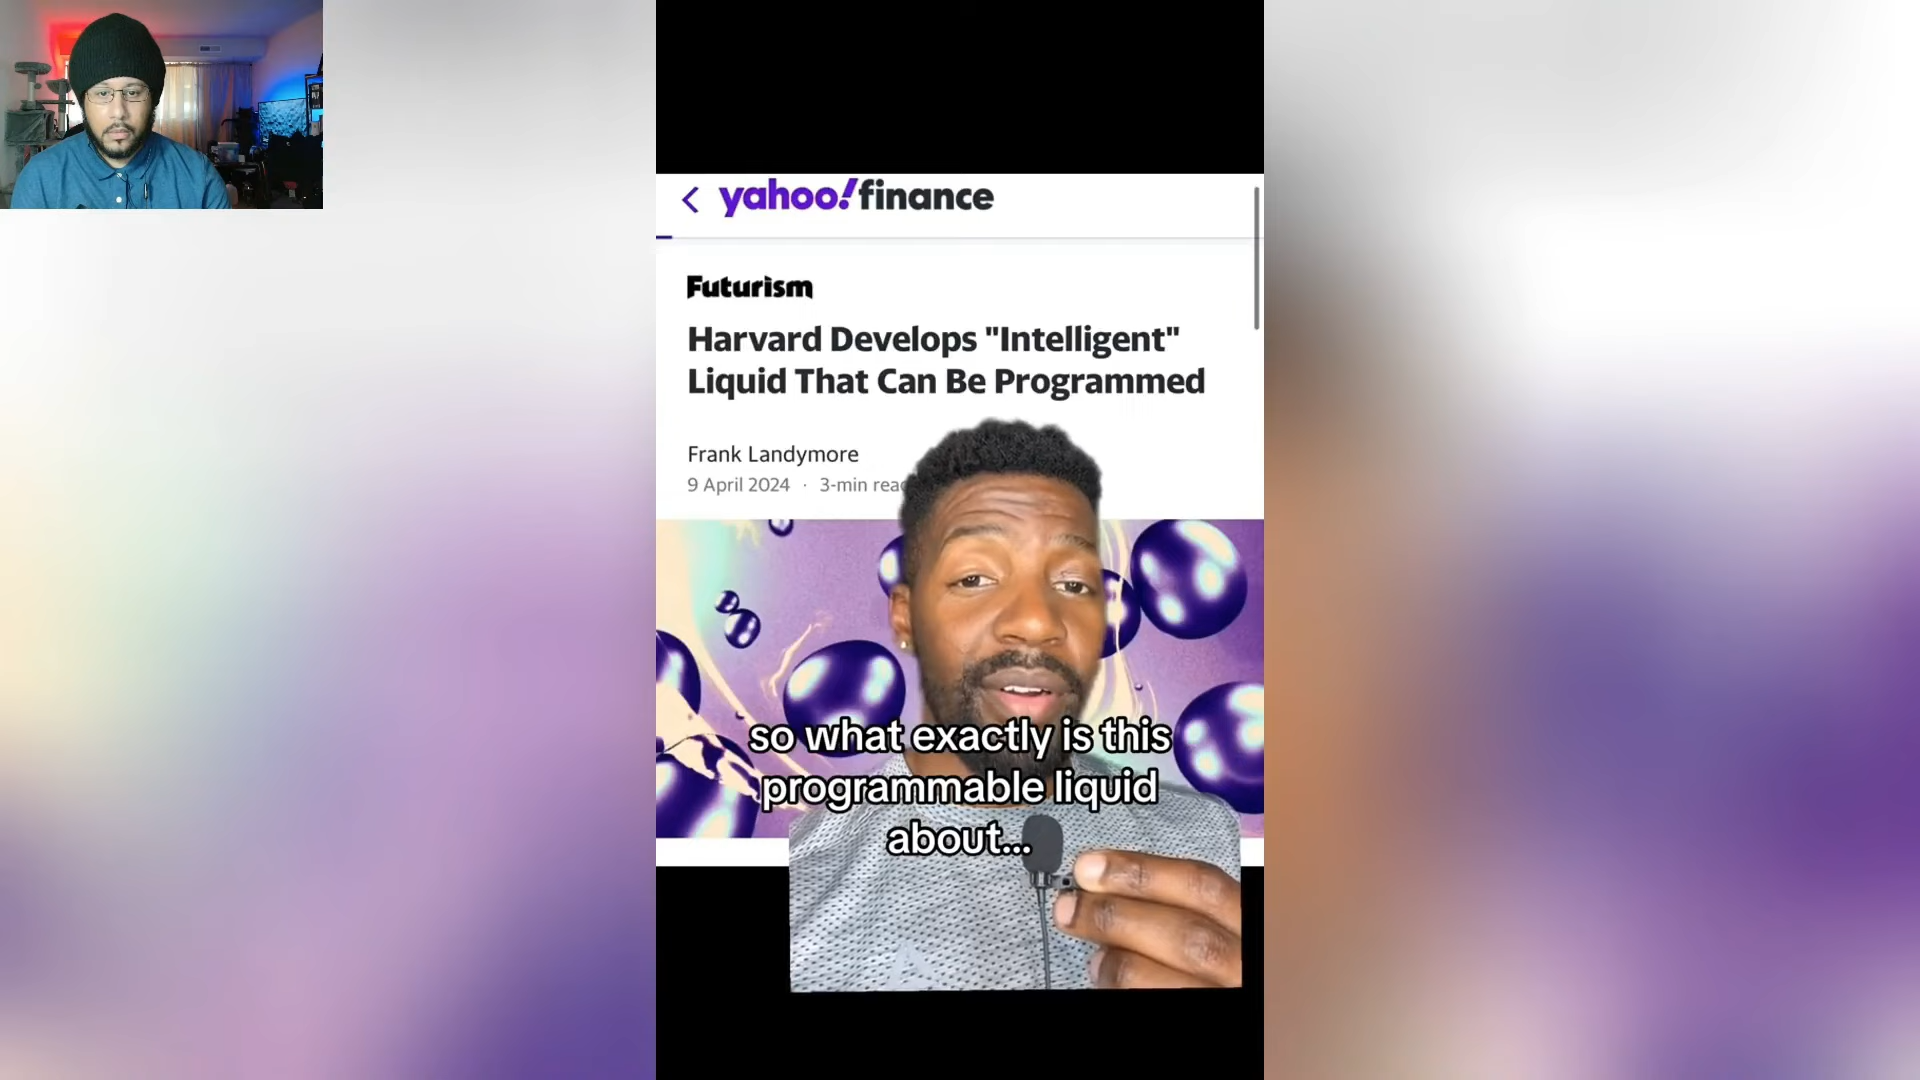 yahoo!finance
Futurism
Harvard Develops "Intelligent"
Liquid That Can Be Programmed
Frank Landymore
9 April 2024 · 3-min
so what exactly is this
programmable liquid
about...